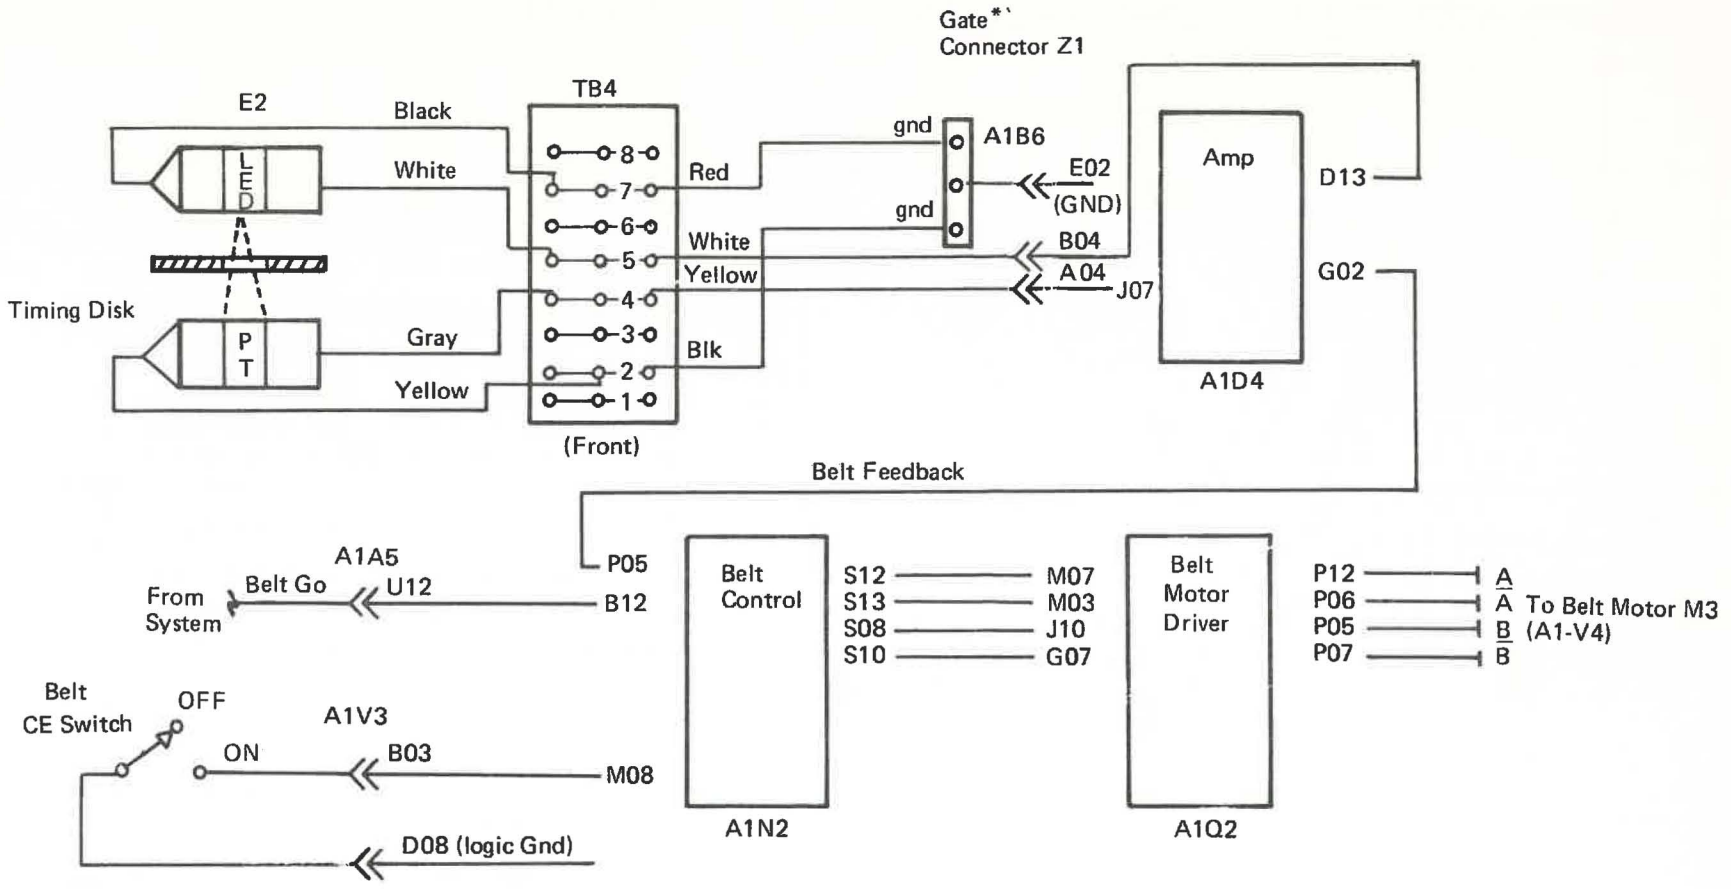 Gate*
Connector Z1
E2
Black
TB4
gnd
A1B6
LED
White
8
Red
E02
(GND)
Amp
D13
7
6
gnd
White
B04
5
Yellow
A04
J07
G02
Timing Disk
4
PT
Gray
3
Blk
2
Yellow
1
A1D4
(Front)
Belt Feedback
A1A5
P05
From
System
Belt Go
U12
B12
Belt
Control
S12
M07
S13
M03
S08
J10
S10
G07
Belt
Motor
Driver
P12
A
P06
A
To Belt Motor M3
P05
B
(A1-V4)
P07
B
Belt
CE Switch
OFF
A1V3
ON
B03
M08
A1N2
A1Q2
D08 (logic Gnd)